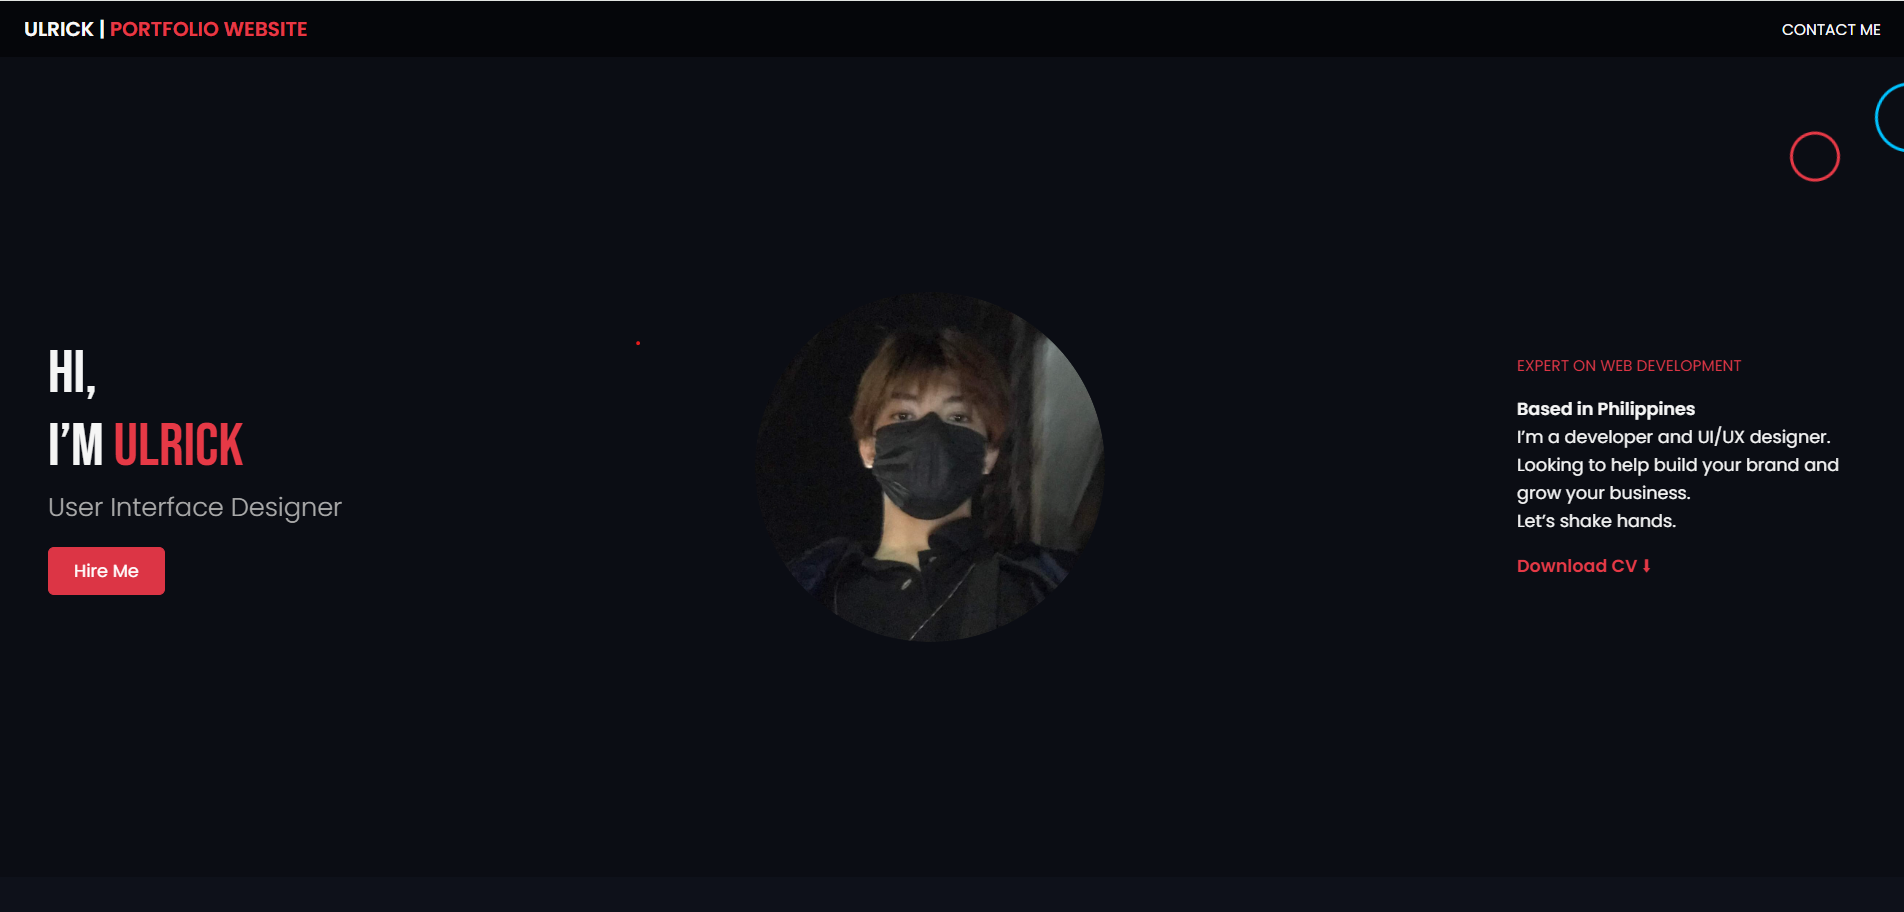 ULRICK | PORTFOLIO WEBSITE
CONTACT ME
HI,
I’M ULRICK
User Interface Designer
Hire Me
EXPERT ON WEB DEVELOPMENT
Based in Philippines
I’m a developer and UI/UX designer.
Looking to help build your brand and
grow your business.
Let’s shake hands.
Download CV ⬇